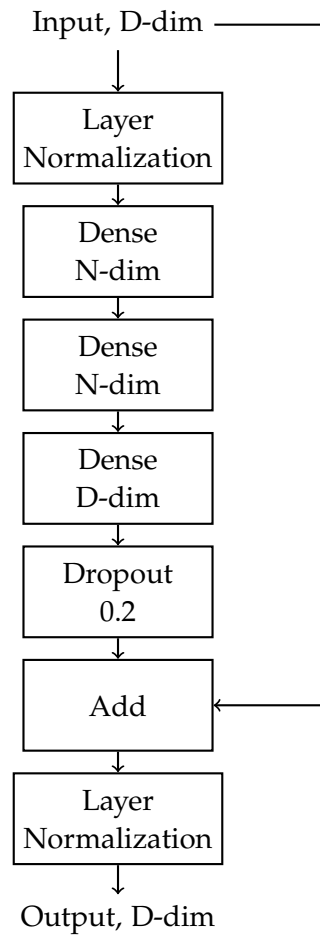 Input, D-dim
Layer
Normalization
Dense
N-dim
Dense
N-dim
Dense
D-dim
Dropout
0.2
Add
Layer
Normalization
Output, D-dim